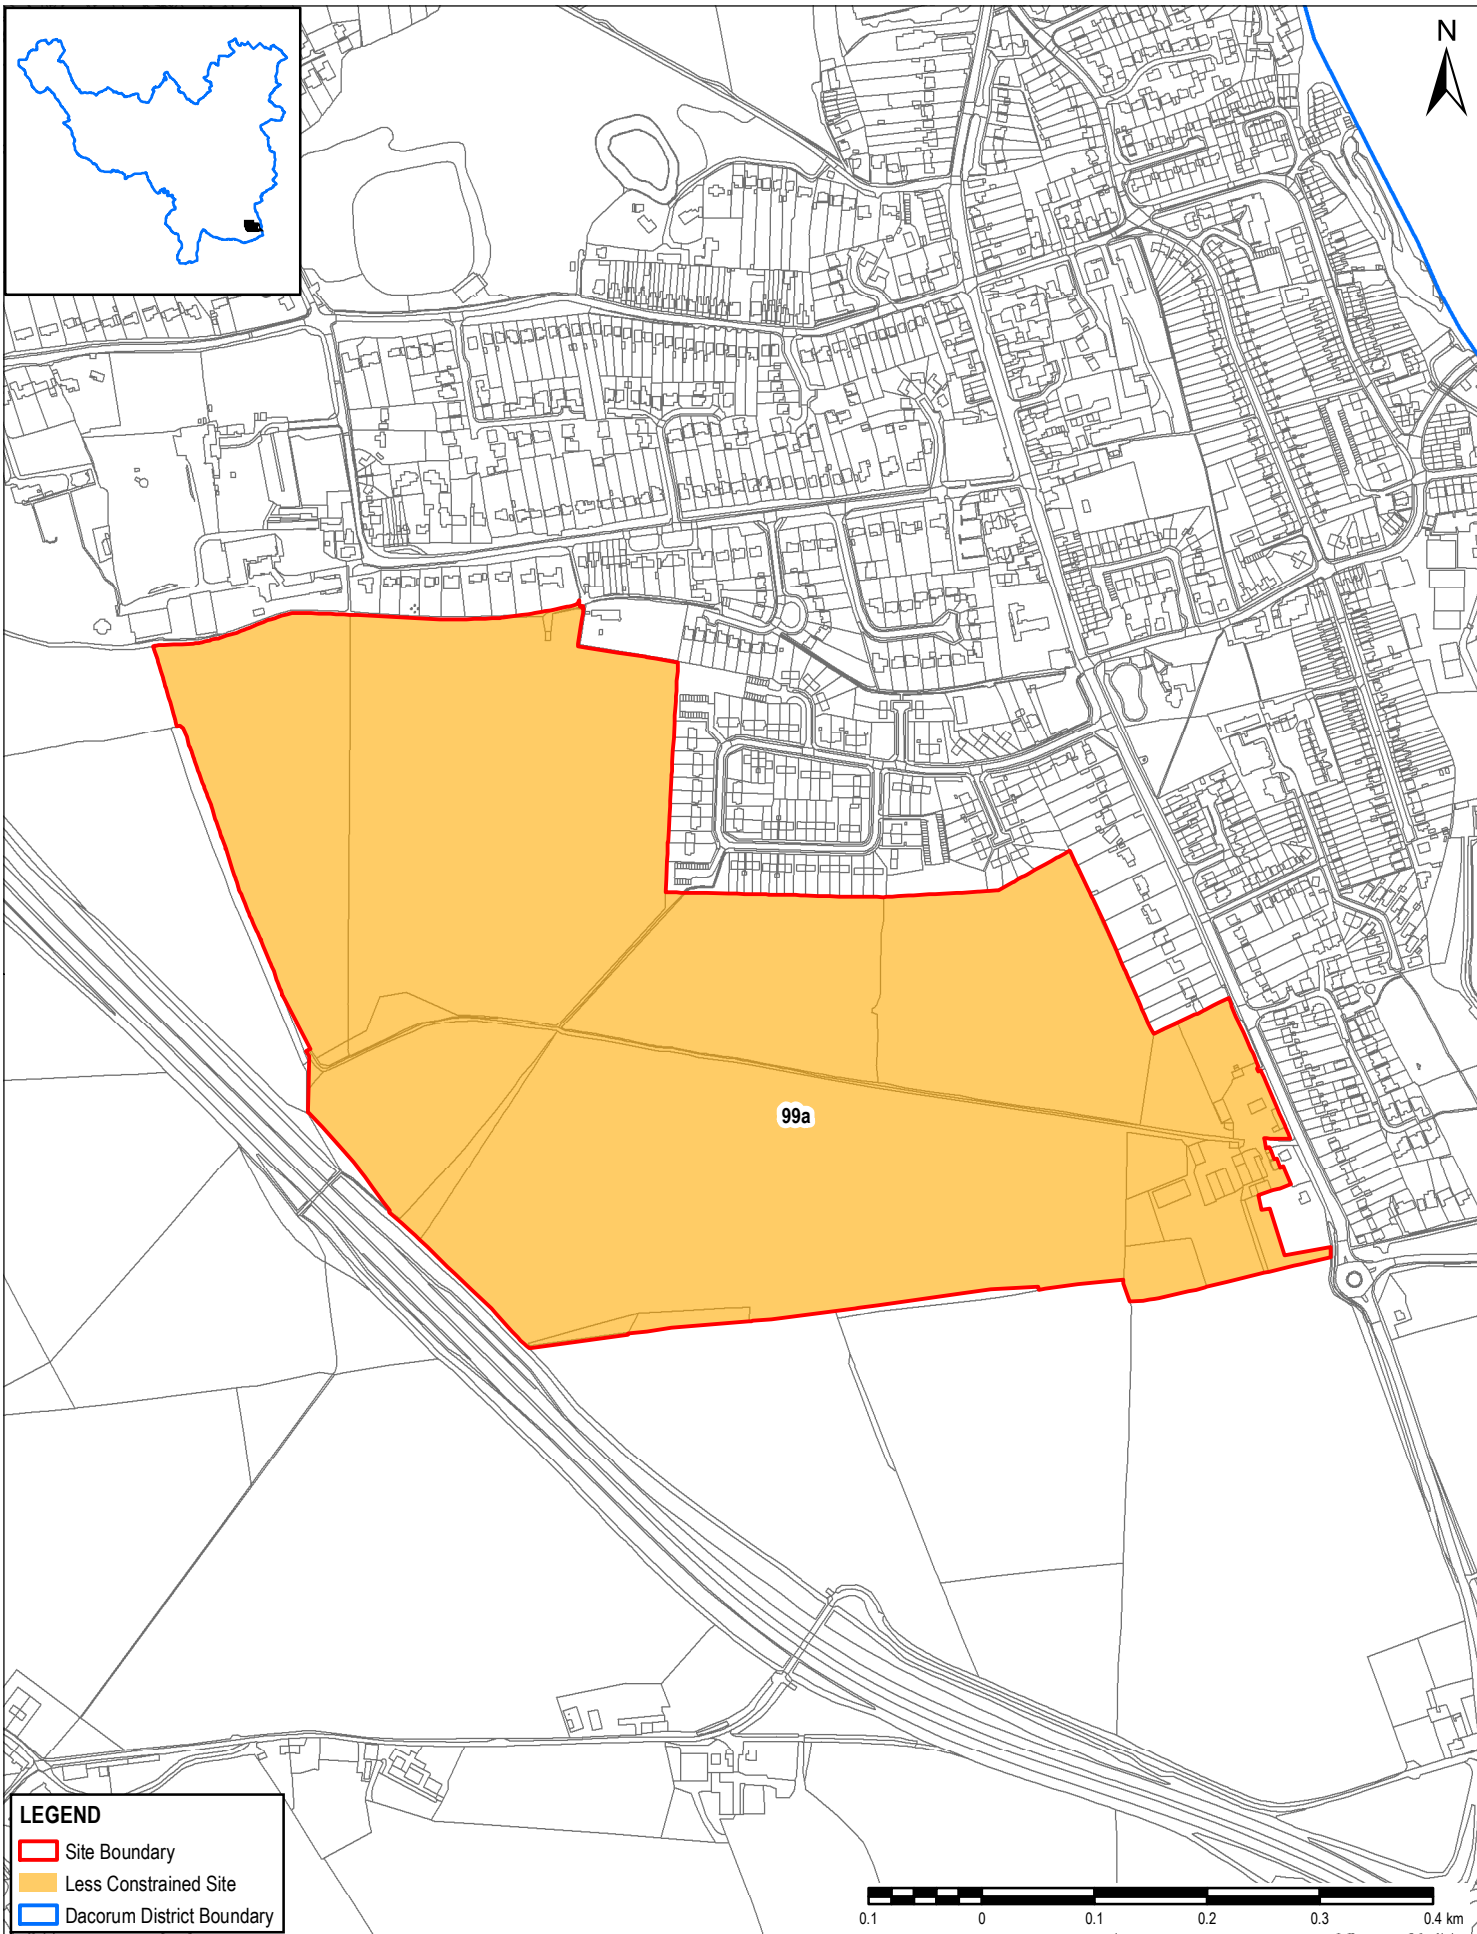 N
99a
LEGEND
Site Boundary
Less Constrained Site
Dacorum District Boundary
0.1 0 0.1 0.2 0.3 0.4 km